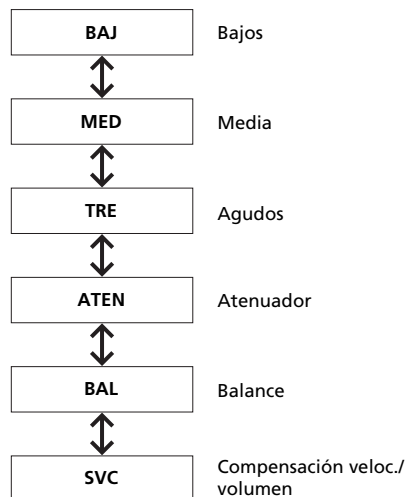 BAJ Bajos
MED Media
TRE Agudos
ATEN Atenuador
BAL Balance
SVC Compensación veloc./
volumen